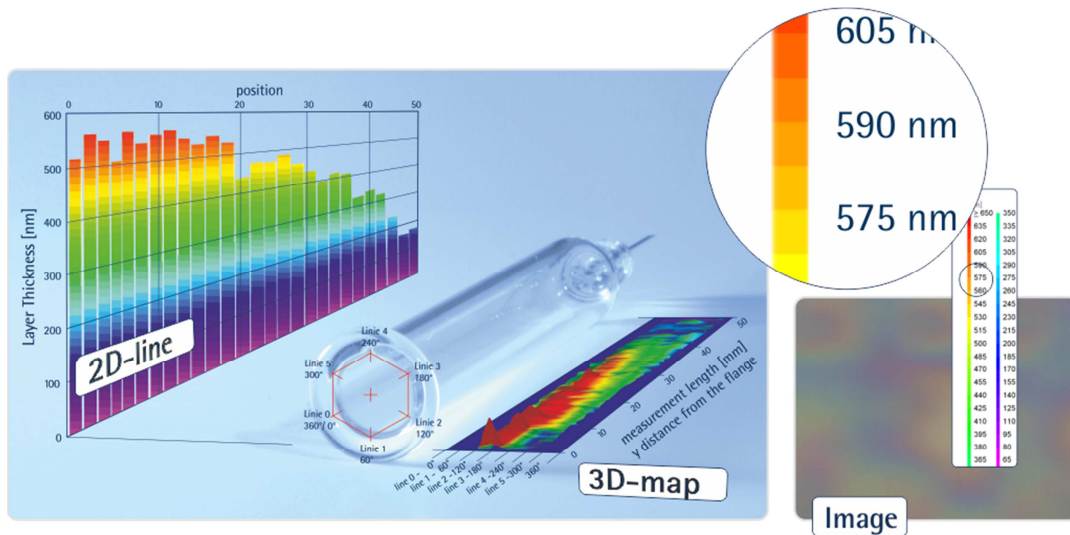 position
0
10
20
30
40
50
Layer Thickness [nm]
600
500
400
300
200
100
0
2D-line
Linie 4
240°
Linie 5
300°
Linie 3
180°
Linie 0
360°/ 0°
Linie 2
120°
Linie 1
60°
line 0 - 0°
line 1 - 60°
line 2 -120°
line 3 -180°
line 4 -240°
line 5 -300°
360°
0
10
20
30
40
50
measurement length [mm]
y distance from the flange
3D-map
605 nm
590 nm
575 nm
≥ 650 350
635 335
620 320
605 305
590 290
575 275
560 260
545 245
530 230
515 215
500 200
485 185
470 170
455 155
440 140
425 125
410 110
395 95
380 80
365 65
Image